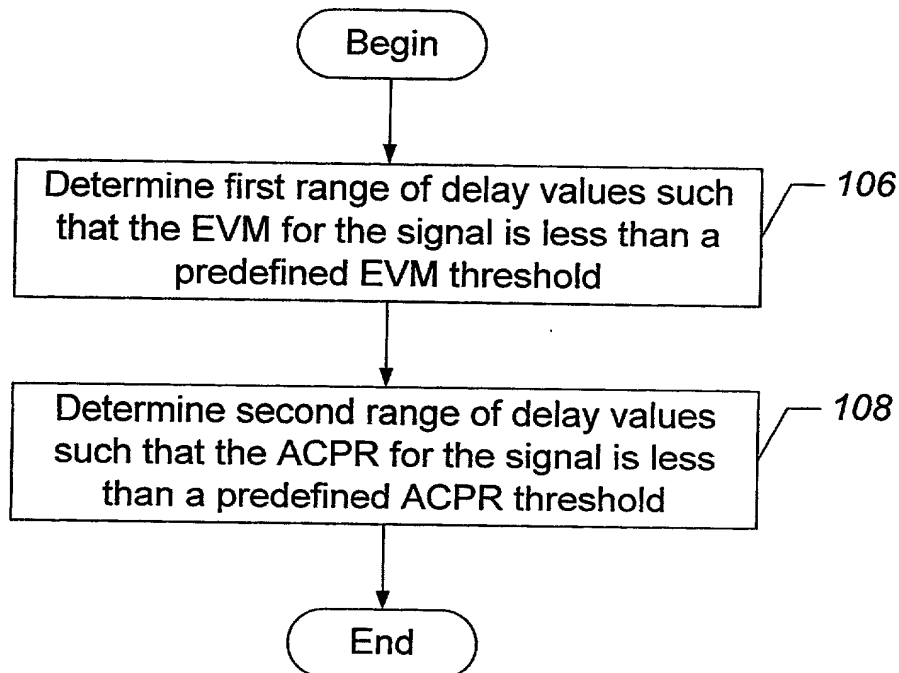 Begin
Determine first range of delay values such
that the EVM for the signal is less than a
predefined EVM threshold
106
Determine second range of delay values
such that the ACPR for the signal is less
than a predefined ACPR threshold
108
End